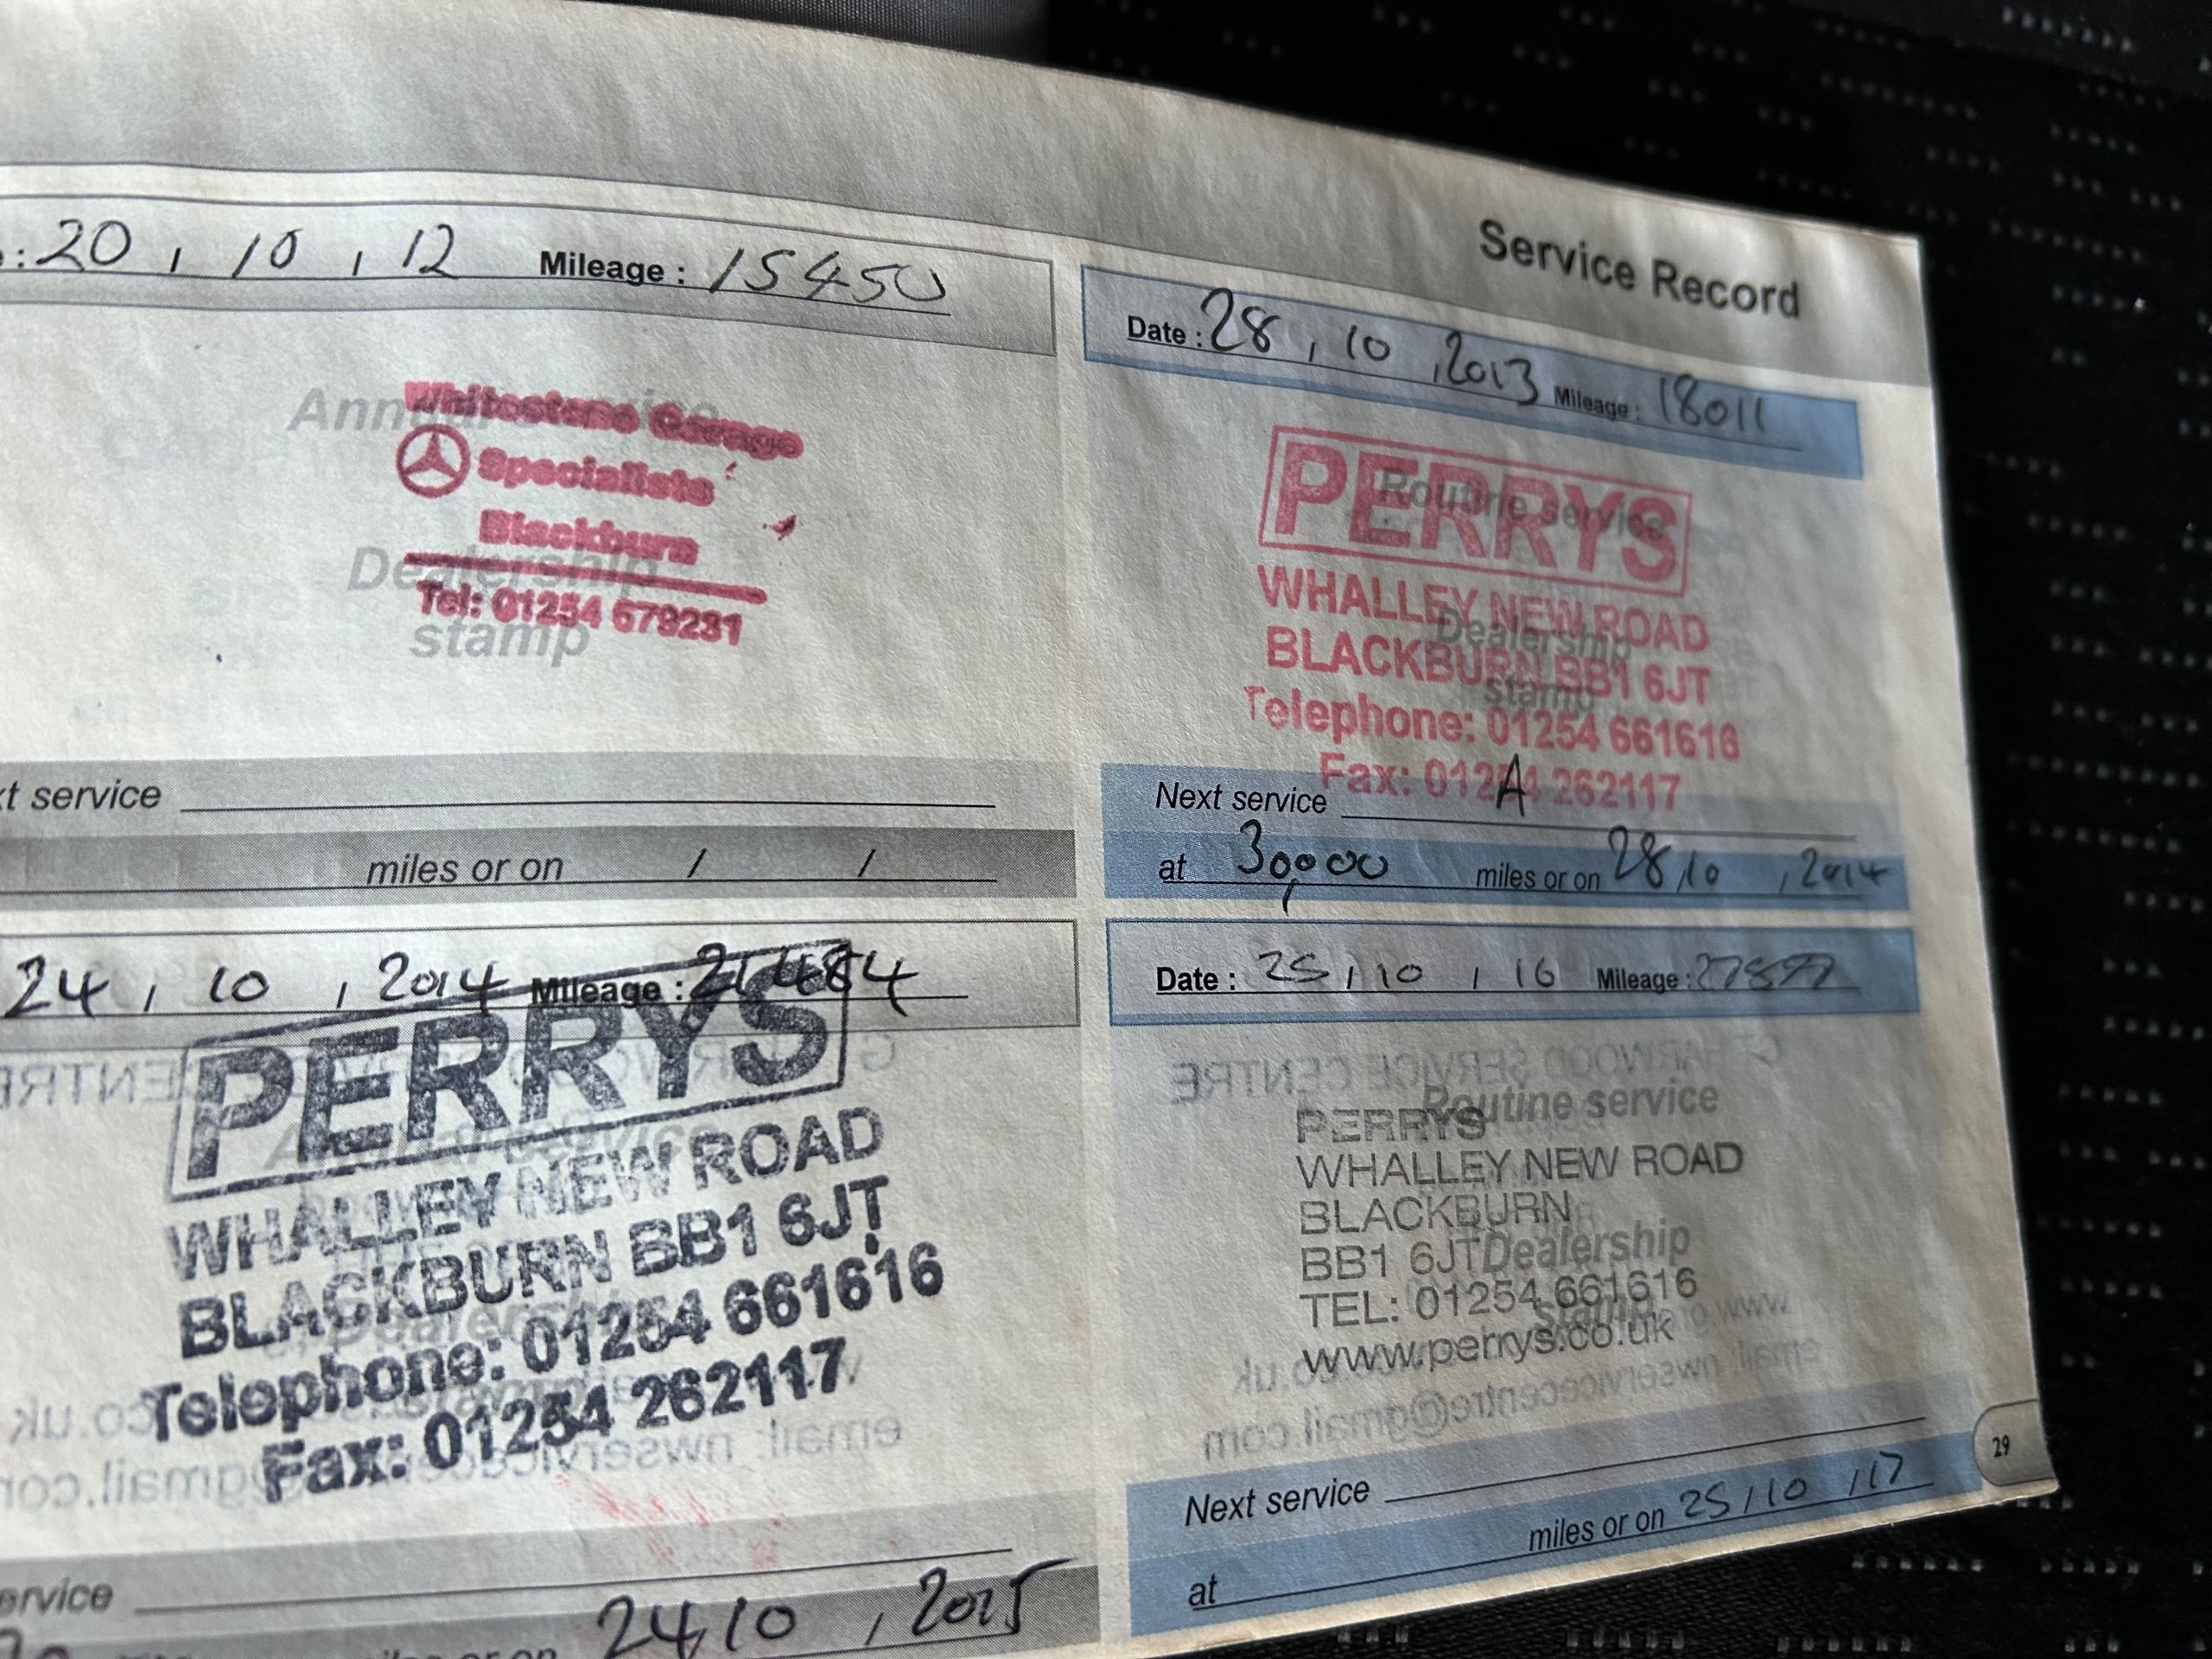 Service Record
: 20 / 10 / 12 Mileage : 15450
Annual service
Whitestone Garage
Specialists
Blackburn
Tel: 01254 679231
Dealership
stamp
service
miles or on / /
Date : 28 / 10 / 2013 Mileage : 18011
Routine service
PERRYS
WHALLEY NEW ROAD
BLACKBURN BB1 6JT
Telephone: 01254 661616
Fax: 01254 262117
Dealership
stamp
Next service A
at 30,000 miles or on 28/10/2014
24 / 10 / 2014 Mileage :
PERRYS
WHALLEY NEW ROAD
BLACKBURN BB1 6JT
Telephone: 01254 661616
Fax: 01254 262117
24/10/2015
Date : 25 / 10 / 16 Mileage :
Routine service
PERRYS
WHALLEY NEW ROAD
BLACKBURN
BB1 6JT
TEL: 01254 661616
www.perrys.co.uk
Dealership
stamp
Next service
at miles or on 25/10/17
29